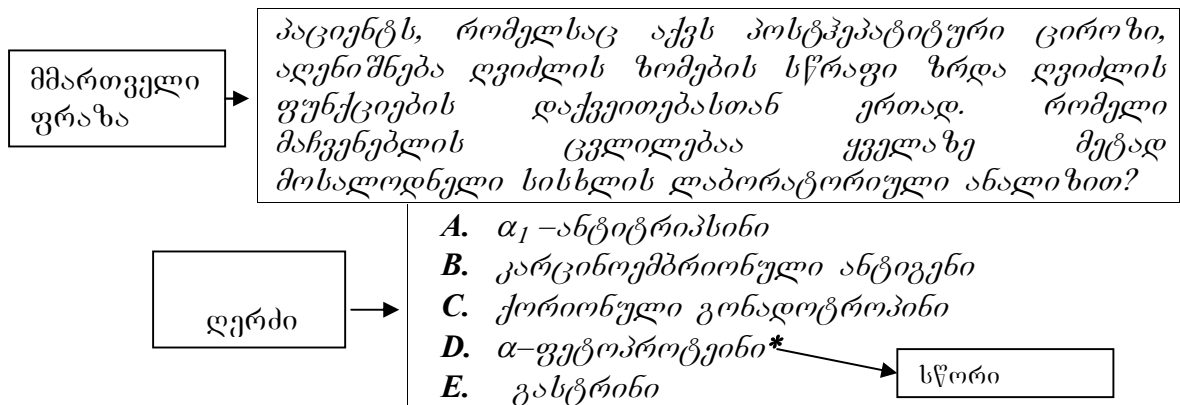 მმართველი
ფრაზა
პაციენტს, რომელსაც აქვს პოსტჰეპატიტური ციროზი,
აღენიშნება ღვიძლის ზომების სწრაფი ზრდა ღვიძლის
ფუნქციების დაქვეითებასთან ერთად. რომელი
მაჩვენებლის ცვლილებაა ყველაზე მეტად
მოსალოდნელი სისხლის ლაბორატორიული ანალიზით?
ღერძი
A. α1 –ანტიტრიპსინი
B. კარცინოემბრიონული ანტიგენი
C. ქორიონული გონადოტროპინი
D. α–ფეტოპროტეინი*
სწორი
E. გასტრინი